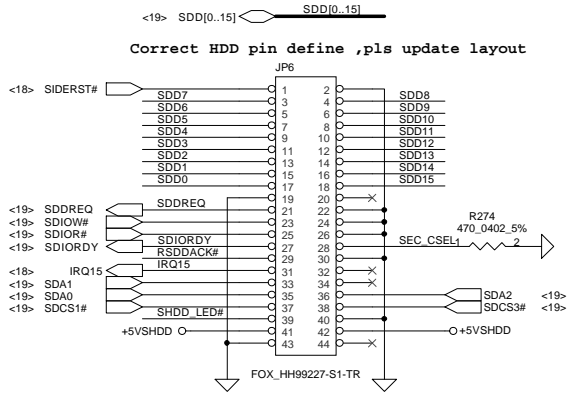 <19> SDD[0..15] SDD[0..15]
Correct HDD pin define ,pls update layout
JP6
<18> SIDERST# 1 2
SDD7 3 4 SDD8
SDD6 5 6 SDD9
SDD5 7 8 SDD10
SDD4 9 10 SDD11
SDD3 11 12 SDD12
SDD2 13 14 SDD13
SDD1 15 16 SDD14
SDD0 17 18 SDD15
19 20
<19> SDDREQ SDDREQ 21 22
<19> SDIOW# 23 24
<19> SDIOR# 25 26
<19> SDIORDY SDIORDY 27 28 SEC_CSEL 1 2 R274 470_0402_5%
RSDDACK# 29 30
<18> IRQ15 IRQ15 31 32
<19> SDA1 33 34
<19> SDA0 35 36 SDA2 <19>
<19> SDCS1# 37 38 SDCS3# <19>
SHDD_LED# 39 40
+5VSHDD 41 42 +5VSHDD
43 44
FOX_HH99227-S1-TR